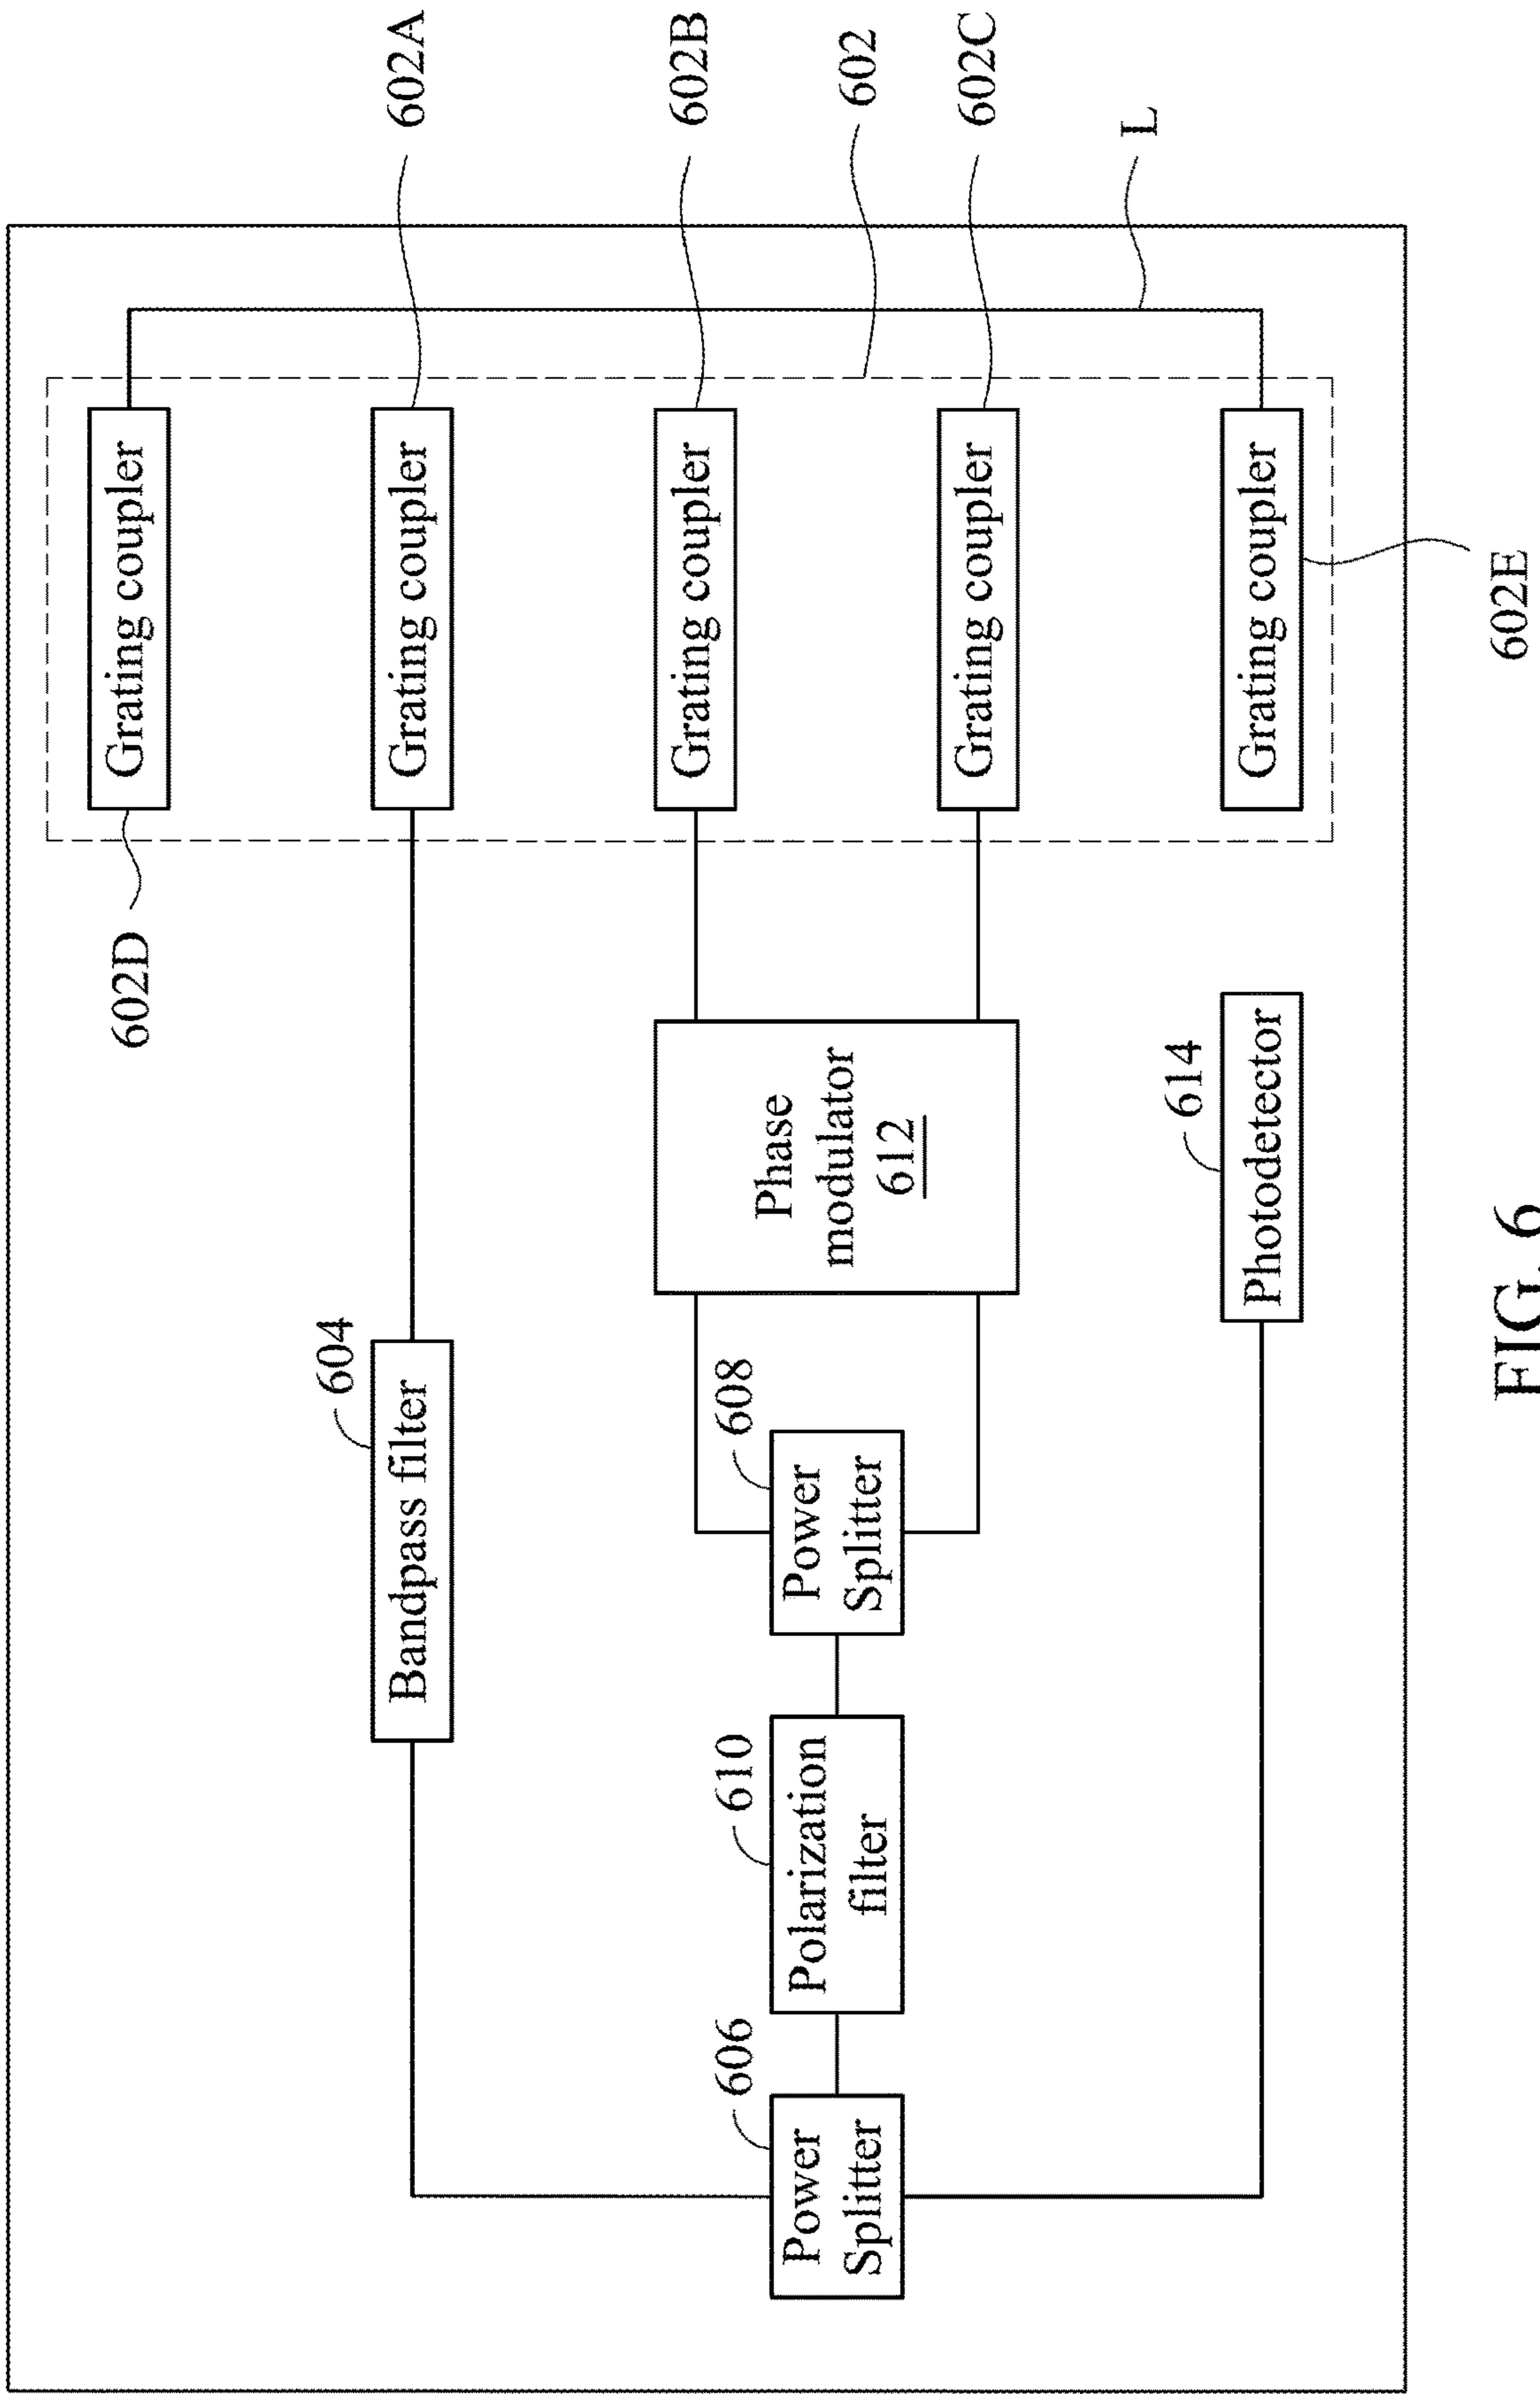 602D
Grating coupler
602A
Grating coupler
604
Bandpass filter
602B
Grating coupler
602
602C
Grating coupler
Phase
modulator
612
608
Power
Splitter
610
Polarization
filter
606
Power
Splitter
L
Grating coupler
602E
614
Photodetector
FIG. 6